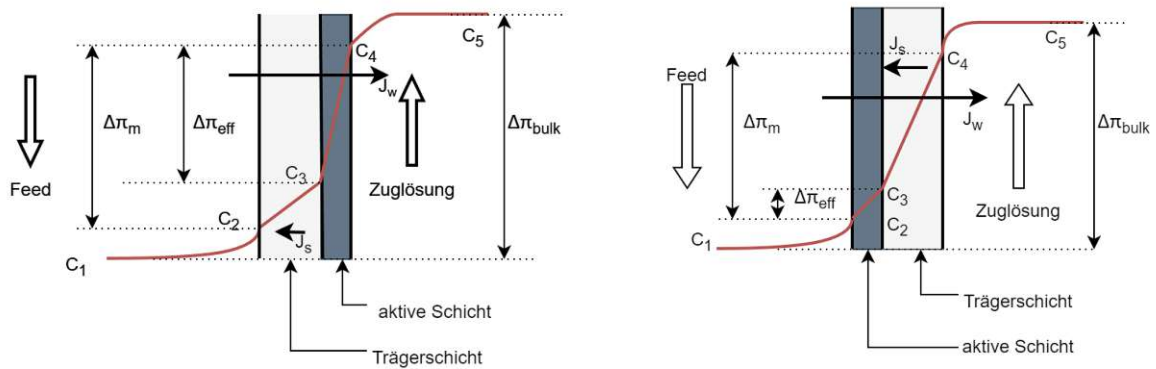 C5
C4
Jw
Δπm
Δπeff
Δπbulk
C3
Feed
Zuglösung
C2
Js
C1
aktive Schicht
Trägerschicht
C5
Js
C4
Feed
Δπm
Jw
Δπbulk
C3
Δπeff
Zuglösung
C2
C1
Trägerschicht
aktive Schicht